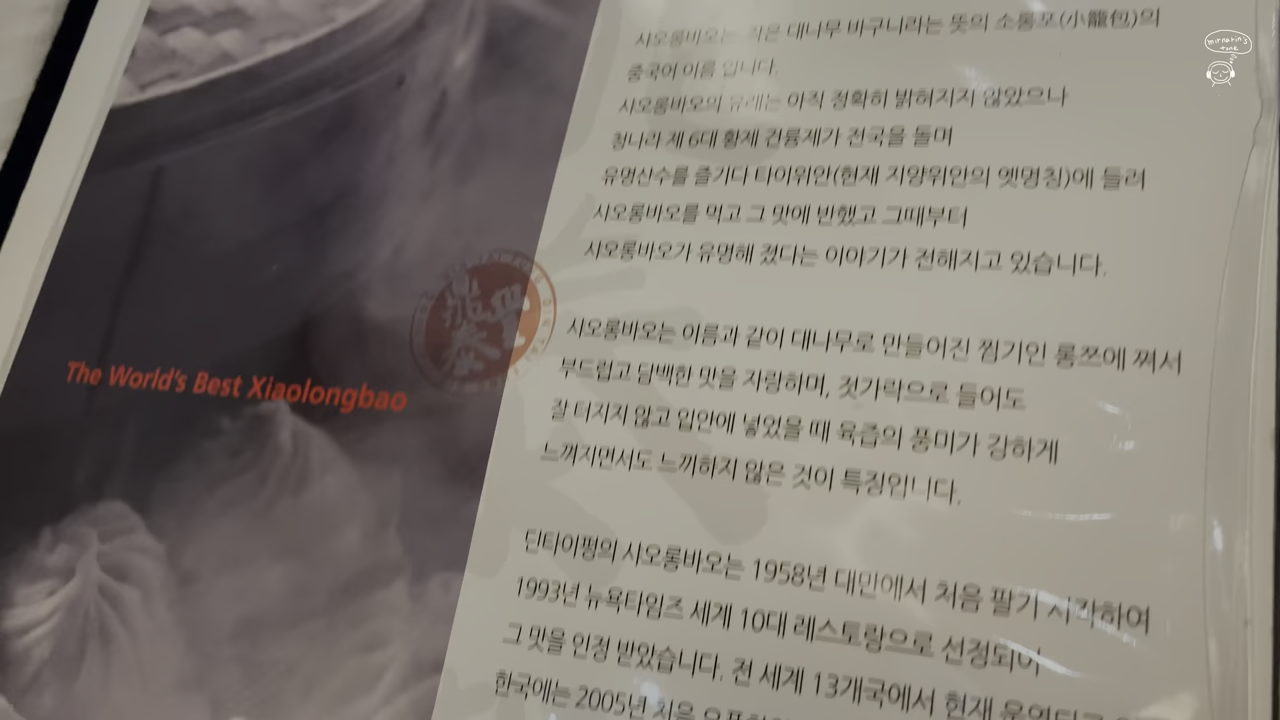 샤오롱바오는 작은 대나무 바구니라는 뜻의 소롱포(小籠包)의
중국어 이름 입니다.
샤오롱바오의 유래는 아직 정확히 밝혀지지 않았으나
청나라 제 6대 황제 건륭제가 전국을 돌며
유명산수를 즐기다 타이위안(현재 지양위안의 옛명칭)에 들려
샤오롱바오를 먹고 그 맛에 반했고 그때부터
샤오롱바오가 유명해 졌다는 이야기가 전해지고 있습니다.
The World's Best Xiaolongbao
샤오롱바오는 이름과 같이 대나무로 만들어진 찜기인 롱쯔에 쪄서
부드럽고 담백한 맛을 자랑하며, 젓가락으로 들어도
잘 터지지 않고 입안에 넣었을 때 육즙의 풍미가 강하게
느껴지면서도 느끼하지 않은 것이 특징입니다.
딘타이펑의 샤오롱바오는 1958년 대만에서 처음 팔기 시작하여
1993년 뉴욕타임즈 세계 10대 레스토랑으로 선정되어
그 맛을 인정 받았습니다. 전 세계 13개국에서 현재
한국에는 2005년 처음
mirnarin's
tone